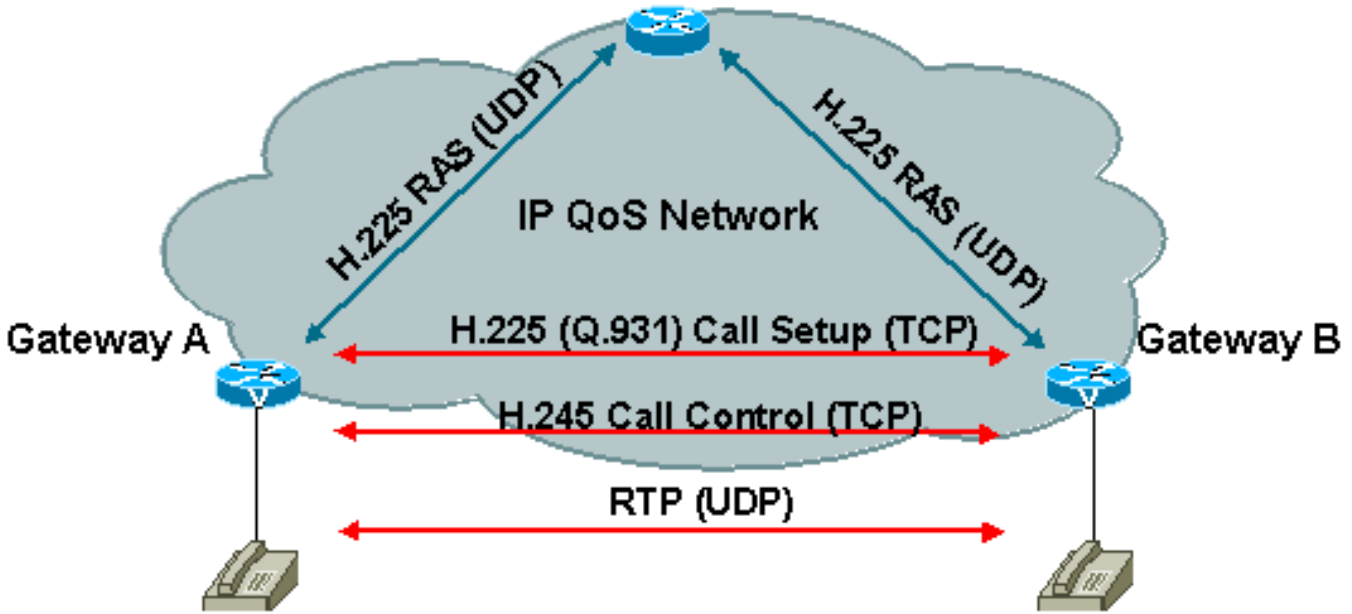 H.225 RAS (UDP)
H.225 RAS (UDP)
IP QoS Network
Gateway A
H.225 (Q.931) Call Setup (TCP)
Gateway B
H.245 Call Control (TCP)
RTP (UDP)